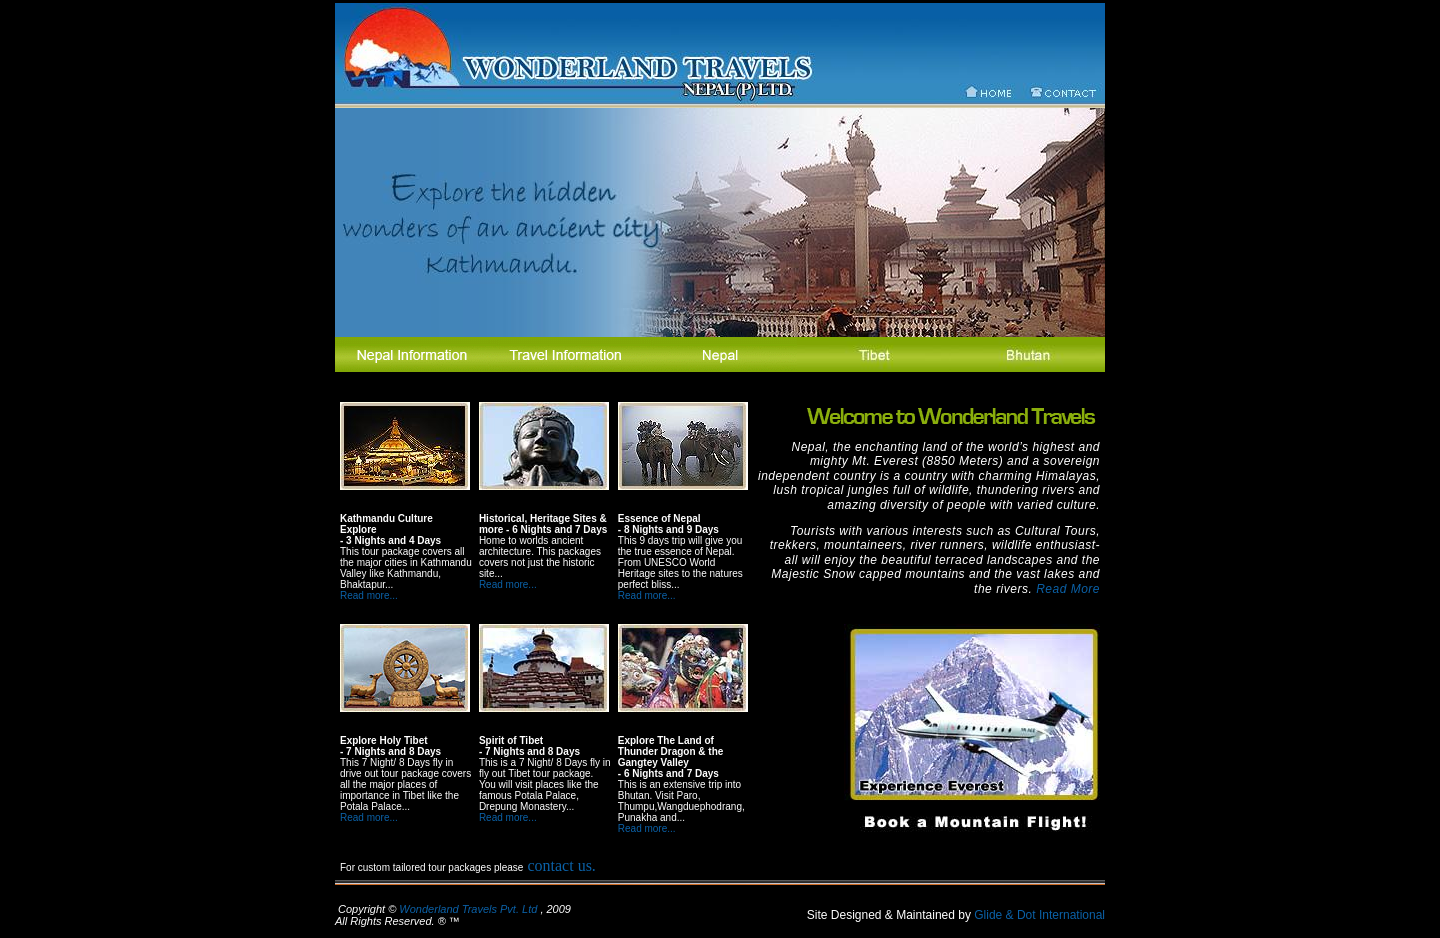 WN WONDERLAND TRAVELS
NEPAL (P) LTD.
HOME CONTACT
Explore the hidden
wonders of an ancient city
Kathmandu.
Nepal Information Travel Information Nepal Tibet Bhutan
Welcome to Wonderland Travels
Nepal, the enchanting land of the world's highest and
mighty Mt. Everest (8850 Meters) and a sovereign
independent country is a country with charming Himalayas,
lush tropical jungles full of wildlife, thundering rivers and
amazing diversity of people with varied culture.
Tourists with various interests such as Cultural Tours,
trekkers, mountaineers, river runners, wildlife enthusiast-
all will enjoy the beautiful terraced landscapes and the
Majestic Snow capped mountains and the vast lakes and
the rivers. Read More
Kathmandu Culture
Explore
- 3 Nights and 4 Days
This tour package covers all
the major cities in Kathmandu
Valley like Kathmandu,
Bhaktapur...
Read more...
Historical, Heritage Sites &
more - 6 Nights and 7 Days
Home to worlds ancient
architecture. This packages
covers not just the historic
site...
Read more...
Essence of Nepal
- 8 Nights and 9 Days
This 9 days trip will give you
the true essence of Nepal.
From UNESCO World
Heritage sites to the natures
perfect bliss...
Read more...
Explore Holy Tibet
- 7 Nights and 8 Days
This 7 Night/ 8 Days fly in
drive out tour package covers
all the major places of
importance in Tibet like the
Potala Palace...
Read more...
Spirit of Tibet
- 7 Nights and 8 Days
This is a 7 Night/ 8 Days fly in
fly out Tibet tour package.
You will visit places like the
famous Potala Palace,
Drepung Monastery...
Read more...
Explore The Land of
Thunder Dragon & the
Gangtey Valley
- 6 Nights and 7 Days
This is an extensive trip into
Bhutan. Visit Paro,
Thumpu,Wangduephodrang,
Punakha and...
Read more...
Experience Everest
Book a Mountain Flight!
For custom tailored tour packages please contact us.
Copyright © Wonderland Travels Pvt. Ltd , 2009
All Rights Reserved. ® ™
Site Designed & Maintained by Glide & Dot International